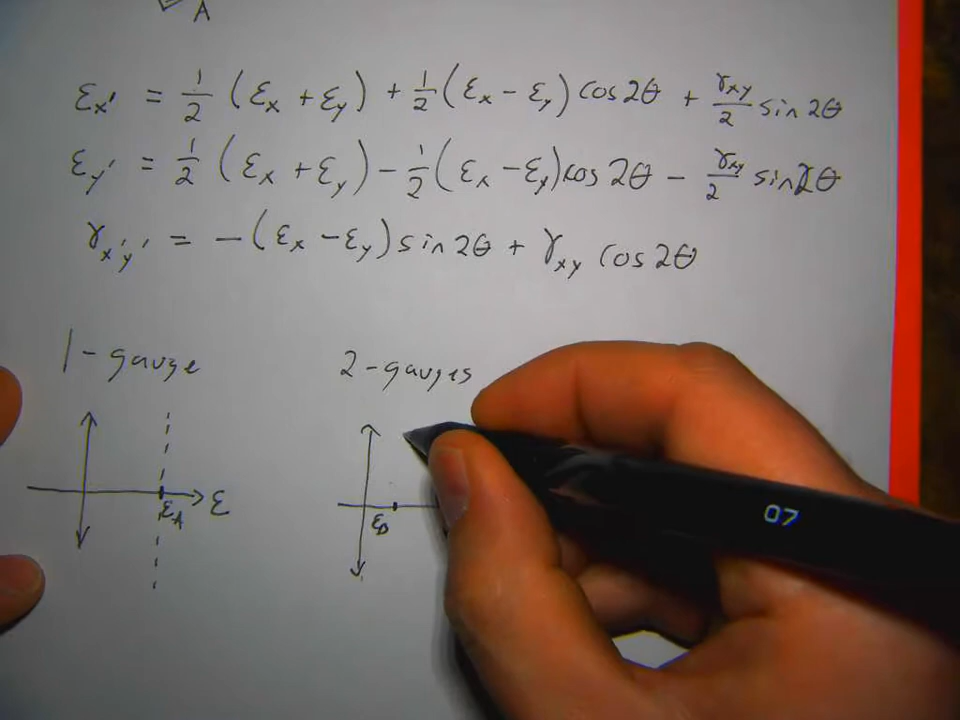 A
εx' = 1/2 (εx + εy) + 1/2 (εx - εy) cos 2θ + γxy/2 sin 2θ
εy' = 1/2 (εx + εy) - 1/2 (εx - εy) cos 2θ - γxy/2 sin 2θ
γx'y' = - (εx - εy) sin 2θ + γxy cos 2θ
1-gauge 2-gauges
εA ε εB
07